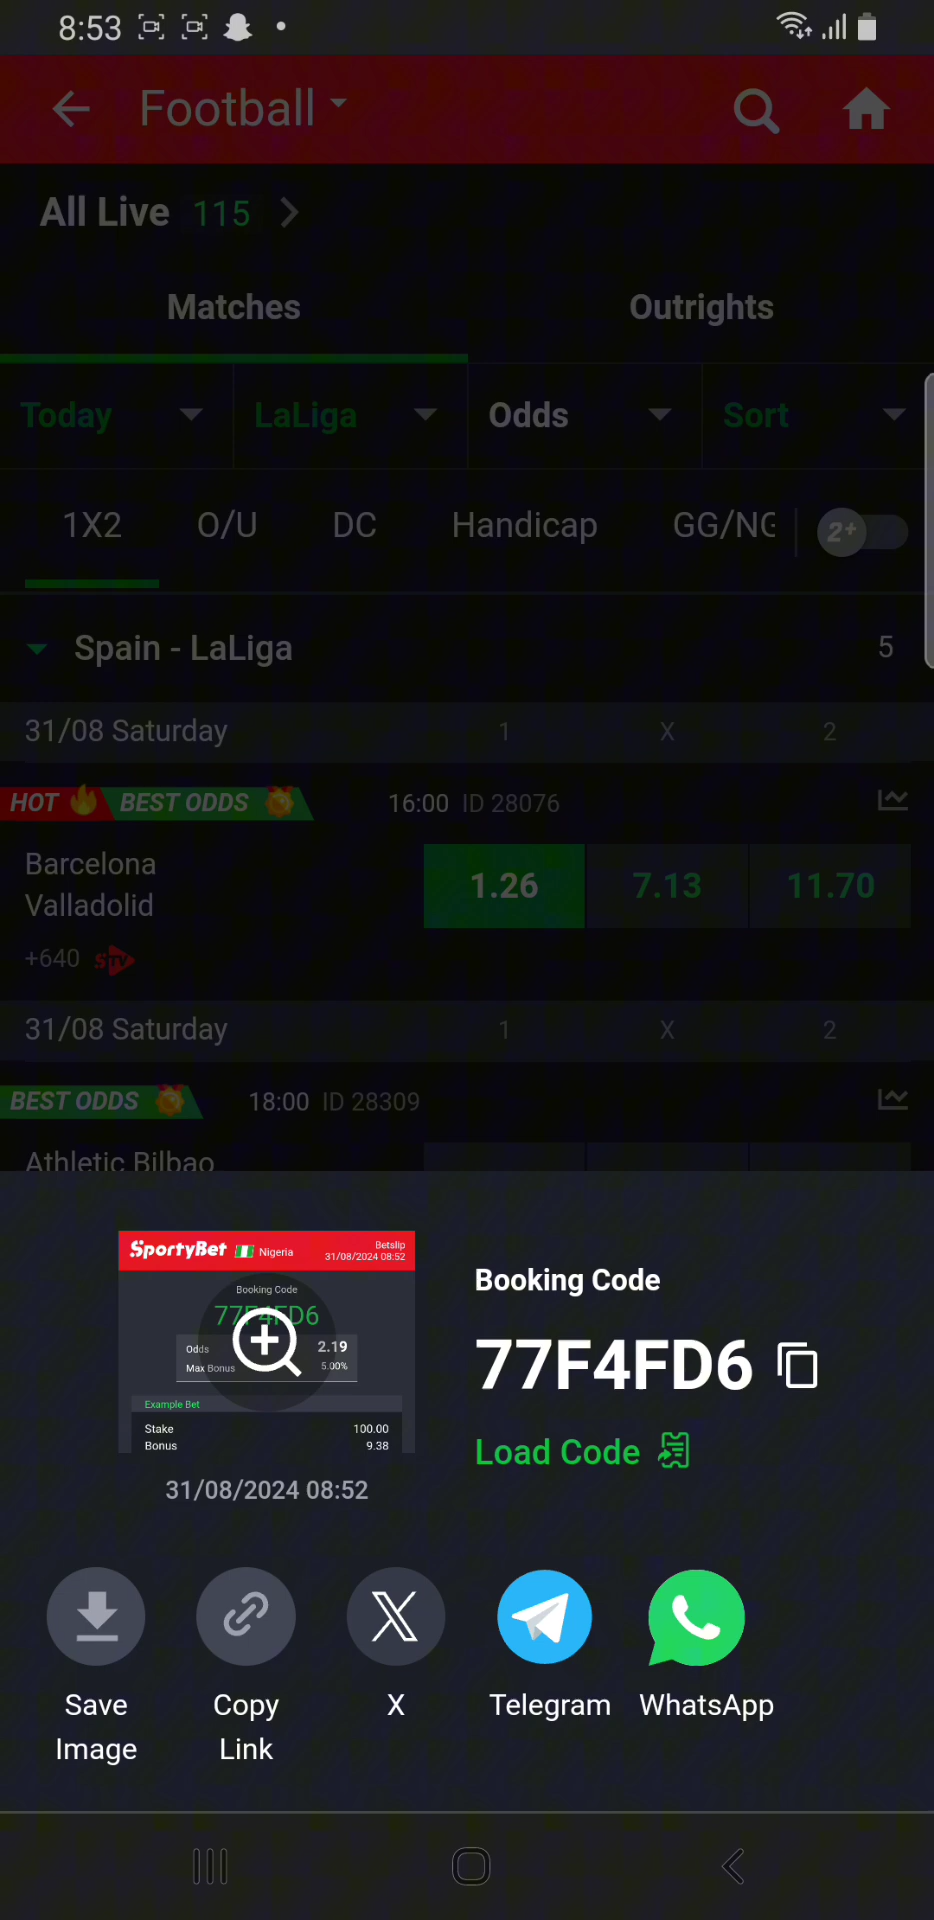 8:53
Football
All Live 115
Matches Outrights
Today LaLiga Odds Sort
1X2 O/U DC Handicap GG/NG 2+
Spain - LaLiga 5
31/08 Saturday 1 X 2
HOT BEST ODDS 16:00 ID 28076
Barcelona 1.26 7.13 11.70
Valladolid
+640 STV
31/08 Saturday 1 X 2
BEST ODDS 18:00 ID 28309
Athletic Bilbao
SportyBet Nigeria Betslip
31/08/2024 08:52
Booking Code
77F4FD6
Odds 2.19
Max Bonus 5.00%
Example Bet
Stake 100.00
Bonus 9.38
31/08/2024 08:52
Booking Code
77F4FD6
Load Code
Save Image
Copy Link
X
Telegram
WhatsApp